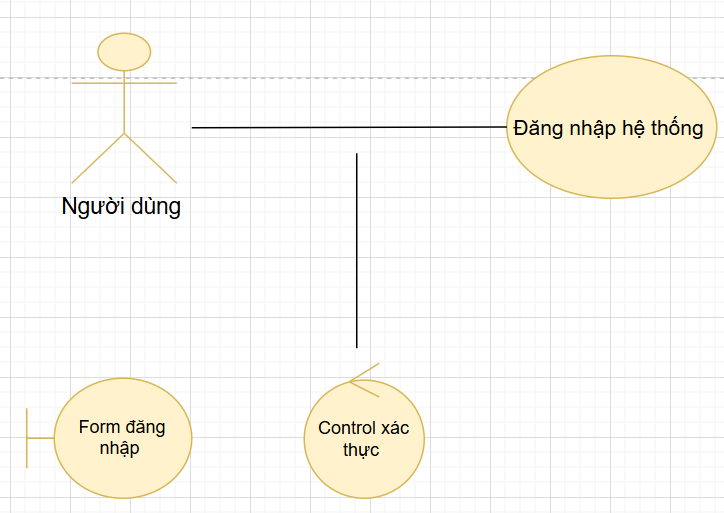 Đăng nhập hệ thống
Người dùng
Form đăng
nhập
Control xác
thực